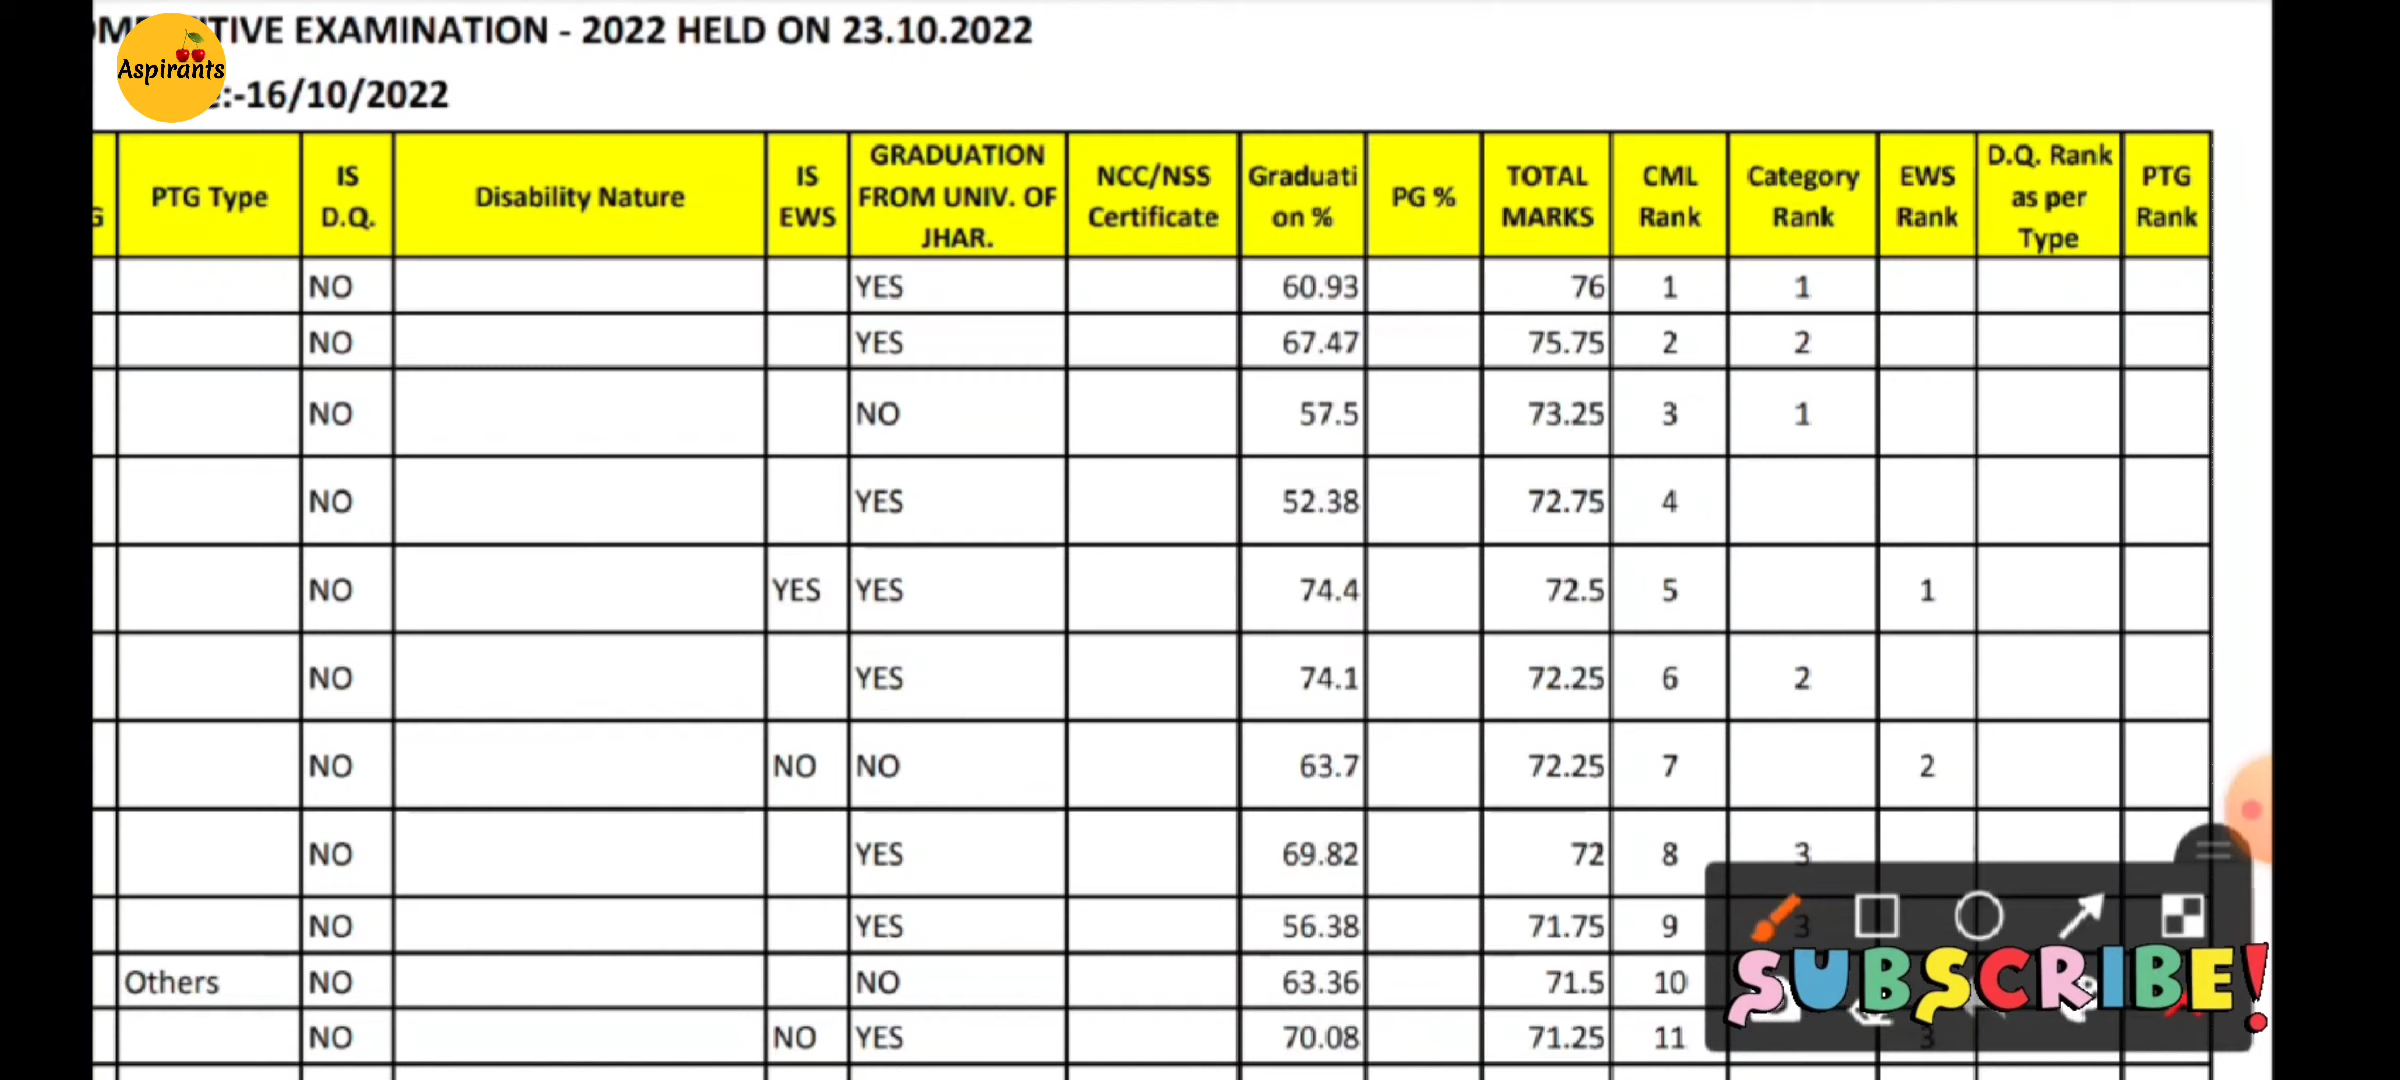 TIVE EXAMINATION - 2022 HELD ON 23.10.2022
Aspirants
:-16/10/2022
PTG Type IS D.Q. Disability Nature IS EWS GRADUATION FROM UNIV. OF JHAR. NCC/NSS Certificate Graduati on % PG % TOTAL MARKS CML Rank Category Rank EWS Rank D.Q. Rank as per Type PTG Rank
NO YES 60.93 76 1 1
NO YES 67.47 75.75 2 2
NO NO 57.5 73.25 3 1
NO YES 52.38 72.75 4
NO YES YES 74.4 72.5 5 1
NO YES 74.1 72.25 6 2
NO NO NO 63.7 72.25 7 2
NO YES 69.82 72 8 3
NO YES 56.38 71.75 9 3
Others NO NO 63.36 71.5 10
NO NO YES 70.08 71.25 11 3
SUBSCRIBE!